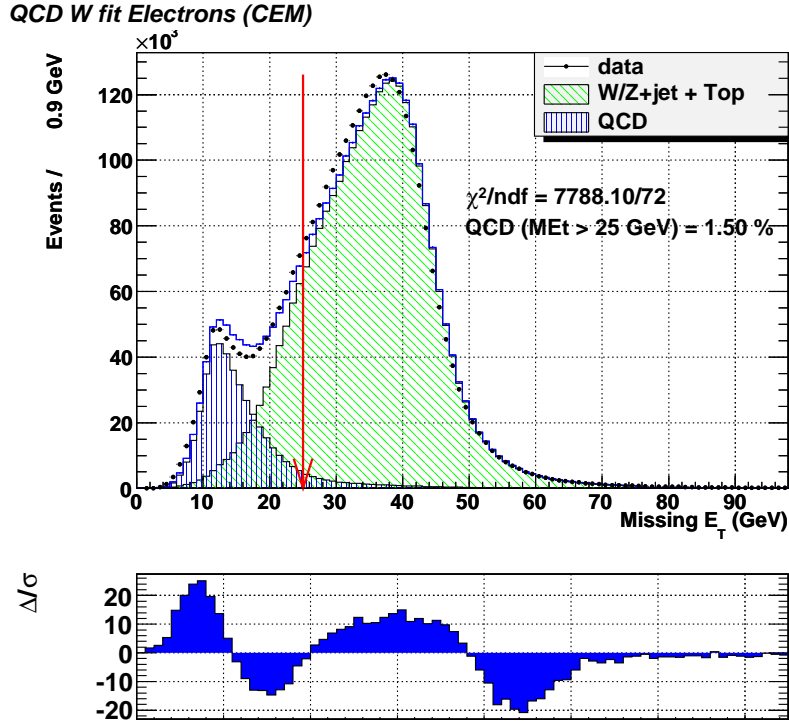 QCD W fit Electrons (CEM)
×10³
Events / 0.9 GeV
120
100
80
60
40
20
0
data
W/Z+jet + Top
QCD
χ²/ndf = 7788.10/72
QCD (MEt > 25 GeV) = 1.50 %
0 10 20 30 40 50 60 70 80 90
Missing E_T (GeV)
Δ/σ
20
10
0
-10
-20